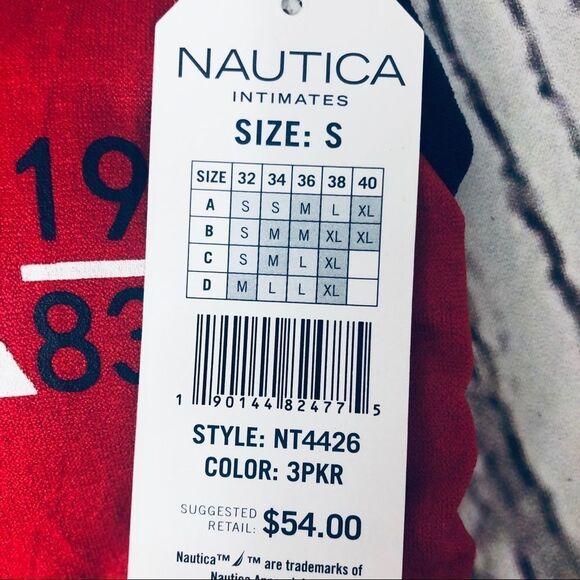 NAUTICA
INTIMATES
SIZE: S
SIZE 32 34 36 38 40
A S S M L XL
B S M M XL XL
C S M L XL
D M L L XL
1 90144 82477 5
STYLE: NT4426
COLOR: 3PKR
SUGGESTED
RETAIL: $54.00
Nautica™ ™ are trademarks of
19
83